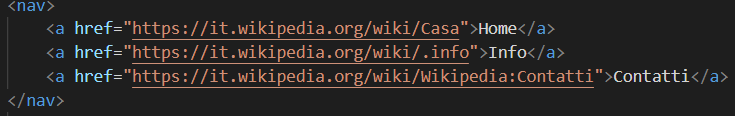 <nav>
<a href="https://it.wikipedia.org/wiki/Casa">Home</a>
<a href="https://it.wikipedia.org/wiki/.info">Info</a>
<a href="https://it.wikipedia.org/wiki/Wikipedia:Contatti">Contatti</a>
</nav>